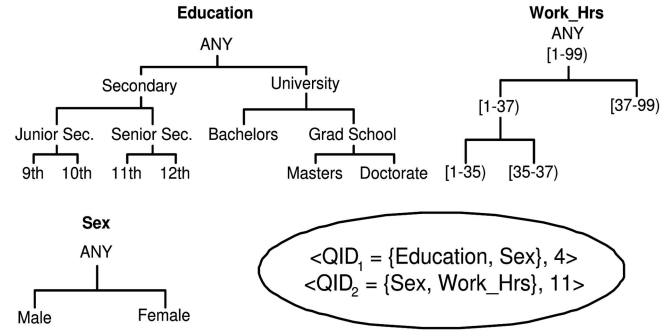 Education
ANY
Secondary University
Junior Sec. Senior Sec. Bachelors Grad School
9th 10th 11th 12th Masters Doctorate
Work_Hrs
ANY
[1-99)
[1-37) [37-99)
[1-35) [35-37)
Sex
ANY
Male Female
<QID1 = {Education, Sex}, 4>
<QID2 = {Sex, Work_Hrs}, 11>